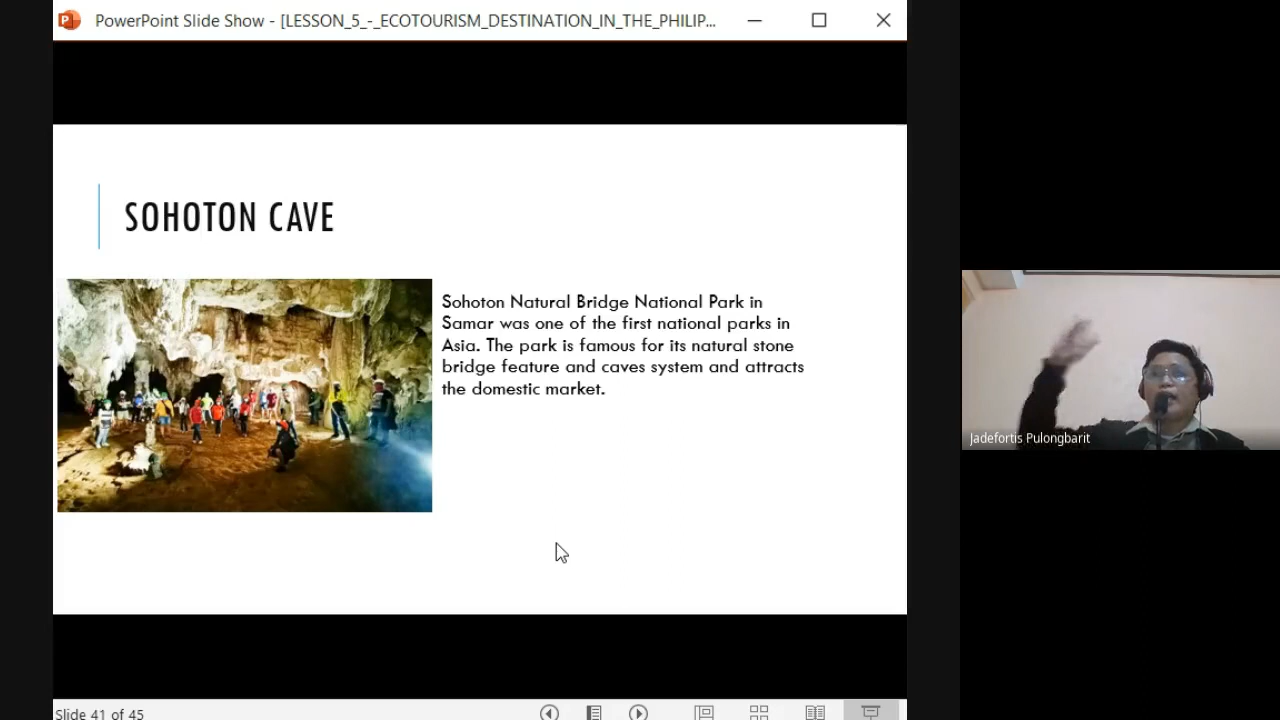 PowerPoint Slide Show - [LESSON_5_-_ECOTOURISM_DESTINATION_IN_THE_PHILIP...
SOHOTON CAVE
Sohoton Natural Bridge National Park in
Samar was one of the first national parks in
Asia. The park is famous for its natural stone
bridge feature and caves system and attracts
the domestic market.
Jadefortis Pulongbarit
Slide 41 of 45